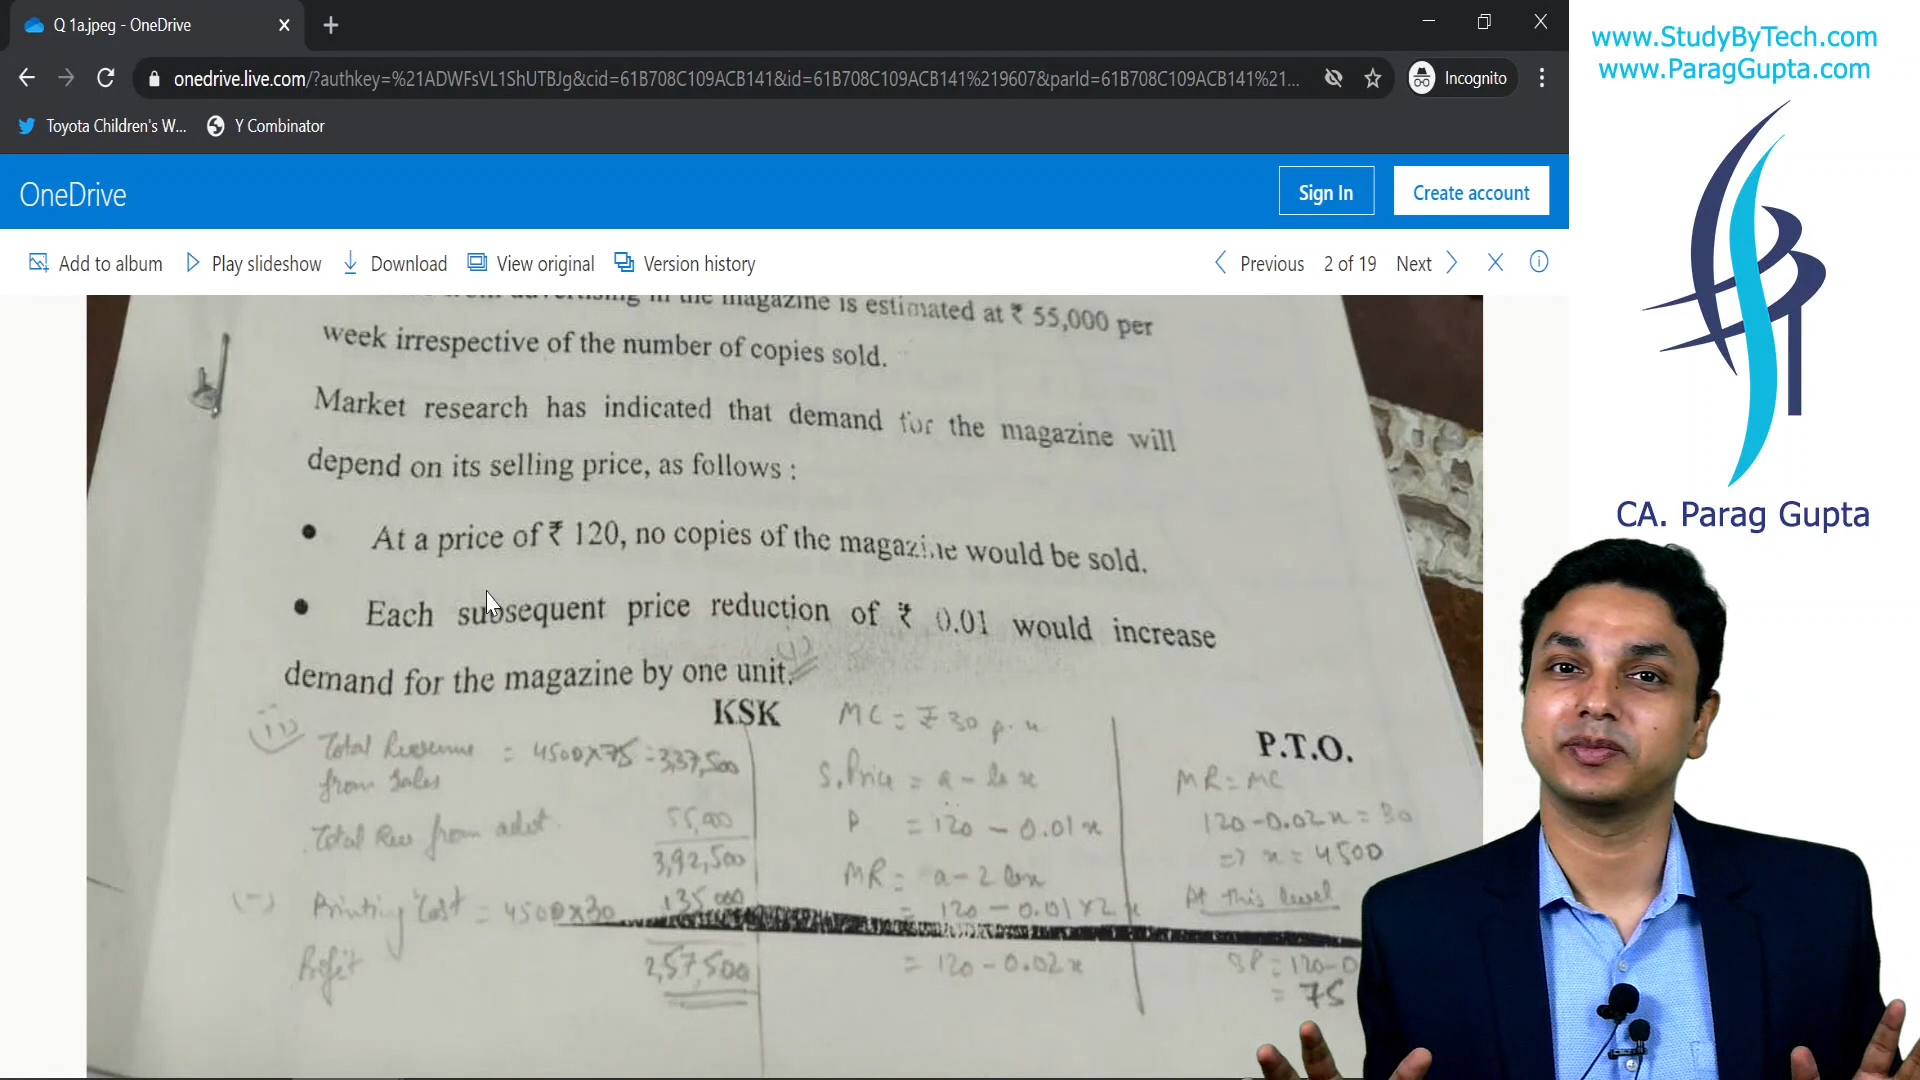 Q 1a.jpeg - OneDrive
onedrive.live.com/?authkey=%21ADWFsVL1ShUTBJg&cid=61B708C109ACB141&id=61B708C109ACB141%219607&parId=61B708C109ACB141%21...
Incognito
Toyota Children's W...
Y Combinator
OneDrive
Sign In
Create account
Add to album
Play slideshow
Download
View original
Version history
Previous
2 of 19
Next
advertising in the magazine is estimated at ₹ 55,000 per
week irrespective of the number of copies sold.
Market research has indicated that demand for the magazine will
depend on its selling price, as follows :
• At a price of ₹ 120, no copies of the magazine would be sold.
• Each subsequent price reduction of ₹ 0.01 would increase
demand for the magazine by one unit.
KSK
P.T.O.
(ii)
Total Revenue = 4500×75 = 3,37,500
from Sales
Total Rev from advt. 55,000
3,92,500
(-) Printing Cost = 4500×30 135,000
Profit 2,57,500
MC = ₹ 30 p.u
S.Price = a - bx
P = 120 - 0.01x
MR = a - 2bx
= 120 - 0.01×2x
= 120 - 0.02x
MR = MC
120-0.02x = 30
=> x = 4500
At this level
SP = 120-0
= 75
www.StudyByTech.com
www.ParagGupta.com
CA. Parag Gupta